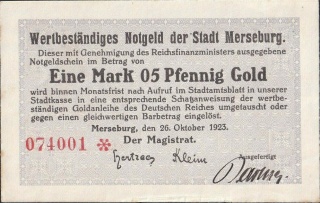 Wertbeständiges Notgeld der Stadt Merseburg.
Dieser mit Genehmigung des Reichsfinanzministers ausgegebene
Notgeldschein im Betrag von
Eine Mark 05 Pfennig Gold
wird binnen Monatsfrist nach Aufruf im Stadtamtsblatt in unserer
Stadtkasse in eine entsprechende Schatzanweisung der wertbe-
ständigen Goldanleihe des Deutschen Reiches umgetauscht oder
gegen einen gleichwertigen Barbetrag eingelöst.
Merseburg, den 26. Oktober 1923.
074001 * Der Magistrat. Ausgefertigt
Hertzog Klein